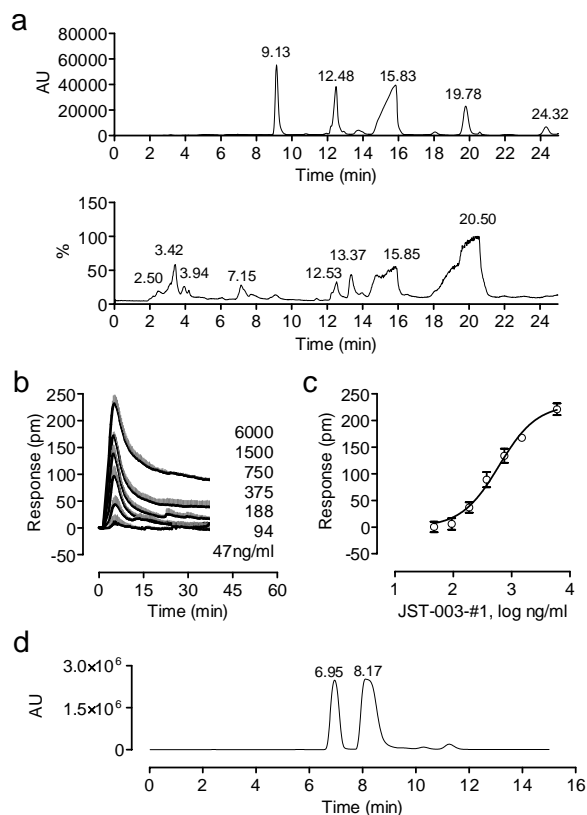 a
80000
60000
40000
20000
0
AU
9.13
12.48
15.83
19.78
24.32
0 2 4 6 8 10 12 14 16 18 20 22 24
Time (min)
150
100
50
0
%
2.50
3.42
3.94
7.15
12.53
13.37
15.85
20.50
0 2 4 6 8 10 12 14 16 18 20 22 24
Time (min)
b
250
200
150
100
50
0
-50
Response (pm)
6000
1500
750
375
188
94
47ng/ml
0 15 30 45 60
Time (min)
c
250
200
150
100
50
0
-50
Response (pm)
1 2 3 4
JST-003-#1, log ng/ml
d
3.0×10⁶
1.5×10⁶
0
AU
6.95
8.17
0 2 4 6 8 10 12 14 16
Time (min)